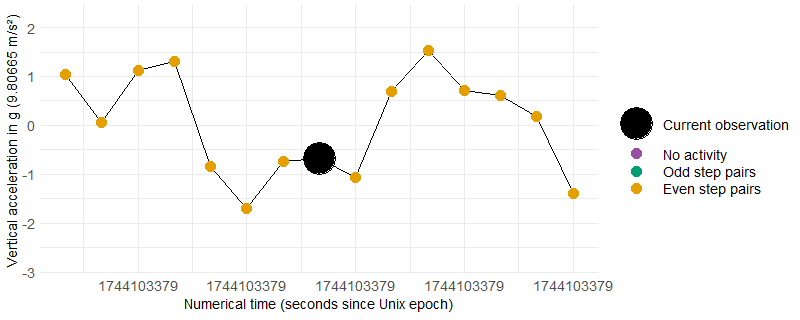 Vertical acceleration in g (9.80665 m/s²)
2
1
0
-1
-2
-3
1744103379 1744103379 1744103379 1744103379 1744103379
Numerical time (seconds since Unix epoch)
Current observation
No activity
Odd step pairs
Even step pairs